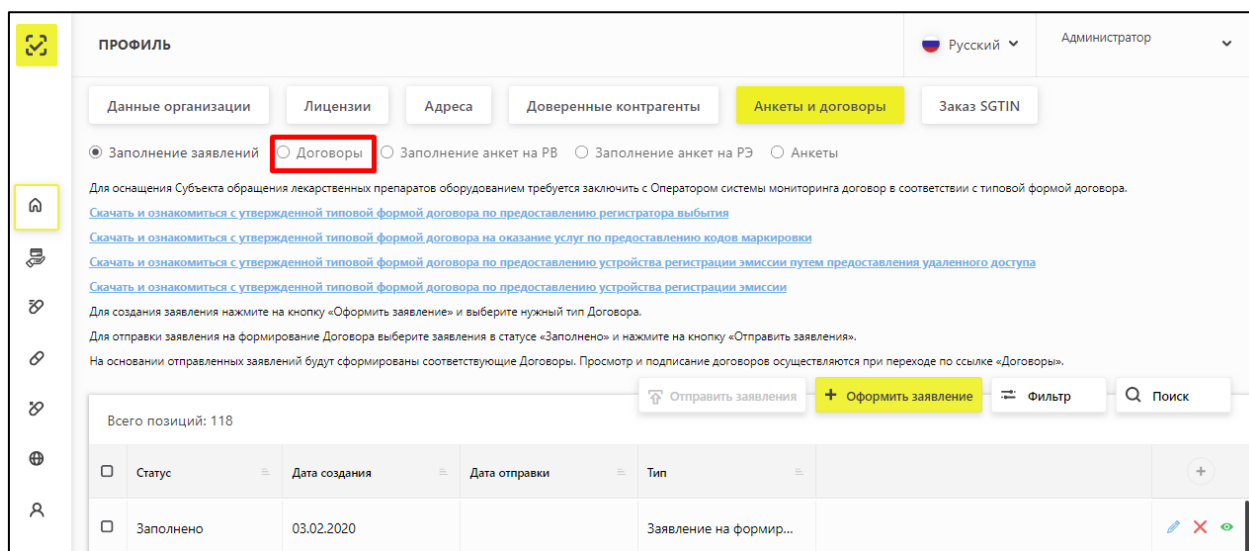 ПРОФИЛЬ
Русский
Администратор
Данные организации Лицензии Адреса Доверенные контрагенты Анкеты и договоры Заказ SGTIN
Заполнение заявлений Договоры Заполнение анкет на РВ Заполнение анкет на РЭ Анкеты
Для оснащения Субъекта обращения лекарственных препаратов оборудованием требуется заключить с Оператором системы мониторинга договор в соответствии с типовой формой договора.
Скачать и ознакомиться с утвержденной типовой формой договора по предоставлению регистратора выбытия
Скачать и ознакомиться с утвержденной типовой формой договора на оказание услуг по предоставлению кодов маркировки
Скачать и ознакомиться с утвержденной типовой формой договора по предоставлению устройства регистрации эмиссии путем предоставления удаленного доступа
Скачать и ознакомиться с утвержденной типовой формой договора по предоставлению устройства регистрации эмиссии
Для создания заявления нажмите на кнопку «Оформить заявление» и выберите нужный тип Договора.
Для отправки заявления на формирование Договора выберите заявления в статусе «Заполнено» и нажмите на кнопку «Отправить заявления».
На основании отправленных заявлений будут сформированы соответствующие Договоры. Просмотр и подписание договоров осуществляются при переходе по ссылке «Договоры».
Отправить заявления + Оформить заявление Фильтр Поиск
Всего позиций: 118
Статус Дата создания Дата отправки Тип
Заполнено 03.02.2020 Заявление на формир...